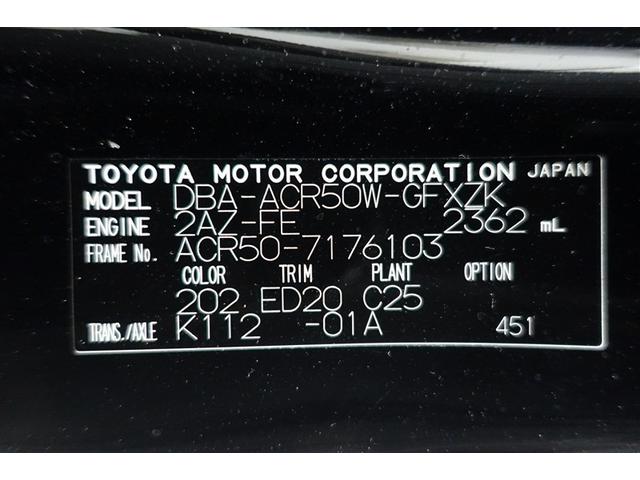 TOYOTA MOTOR CORPORATION JAPAN
MODEL DBA-ACR50W-GFXZK
ENGINE 2AZ-FE 2362 mL
FRAME No. ACR50-7176103
COLOR TRIM PLANT OPTION
202 ED20 C25
TRANS./AXLE K112 -01A 451